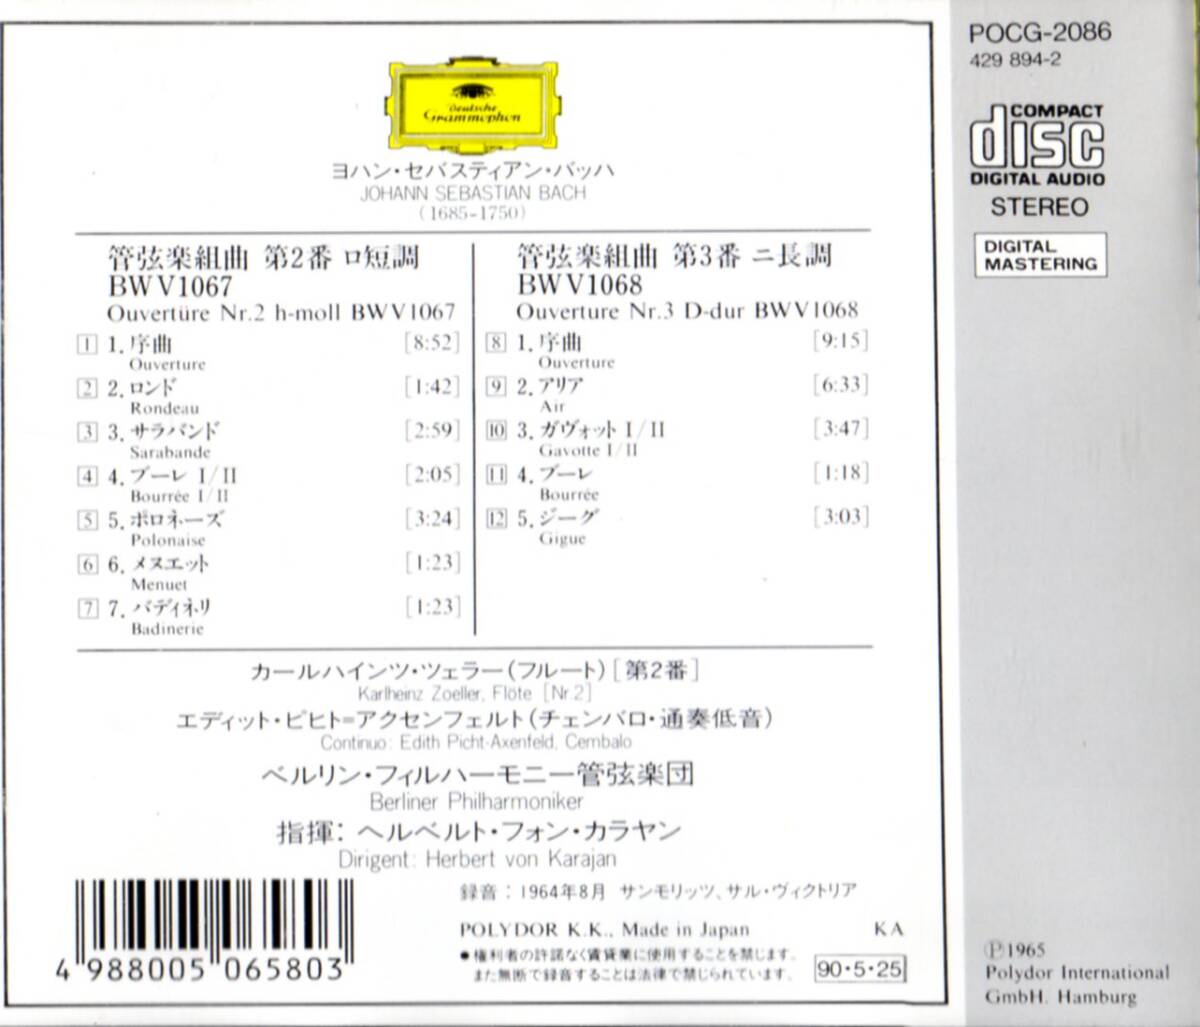 Deutsche
Grammophon
ヨハン・セバスティアン・バッハ
JOHANN SEBASTIAN BACH
(1685-1750)
管弦楽組曲 第2番 ロ短調
BWV1067
Ouvertüre Nr.2 h-moll BWV1067
1 1. 序曲 [8:52]
Ouverture
2 2. ロンド [1:42]
Rondeau
3 3. サラバンド [2:59]
Sarabande
4 4. ブーレ I/II [2:05]
Bourrée I/II
5 5. ポロネーズ [3:24]
Polonaise
6 6. メヌエット [1:23]
Menuet
7 7. バディネリ [1:23]
Badinerie
管弦楽組曲 第3番 ニ長調
BWV1068
Ouverture Nr.3 D-dur BWV1068
8 1. 序曲 [9:15]
Ouverture
9 2. アリア [6:33]
Air
10 3. ガヴォット I/II [3:47]
Gavotte I/II
11 4. ブーレ [1:18]
Bourrée
12 5. ジーグ [3:03]
Gigue
カールハインツ・ツェラー(フルート)[第2番]
Karlheinz Zoeller, Flöte [Nr.2]
エディット・ピヒト=アクセンフェルト(チェンバロ・通奏低音)
Continuo: Edith Picht-Axenfeld, Cembalo
ベルリン・フィルハーモニー管弦楽団
Berliner Philharmoniker
指揮: ヘルベルト・フォン・カラヤン
Dirigent: Herbert von Karajan
録音: 1964年8月 サンモリッツ、サル・ヴィクトリア
POLYDOR K.K., Made in Japan KA
●権利者の許諾なく賃貸業に使用することを禁じます。
また無断で録音することは法律で禁じられています。
90・5・25
4 988005 065803
POCG-2086
429 894-2
COMPACT
disc
DIGITAL AUDIO
STEREO
DIGITAL
MASTERING
Ⓟ1965
Polydor International
GmbH. Hamburg